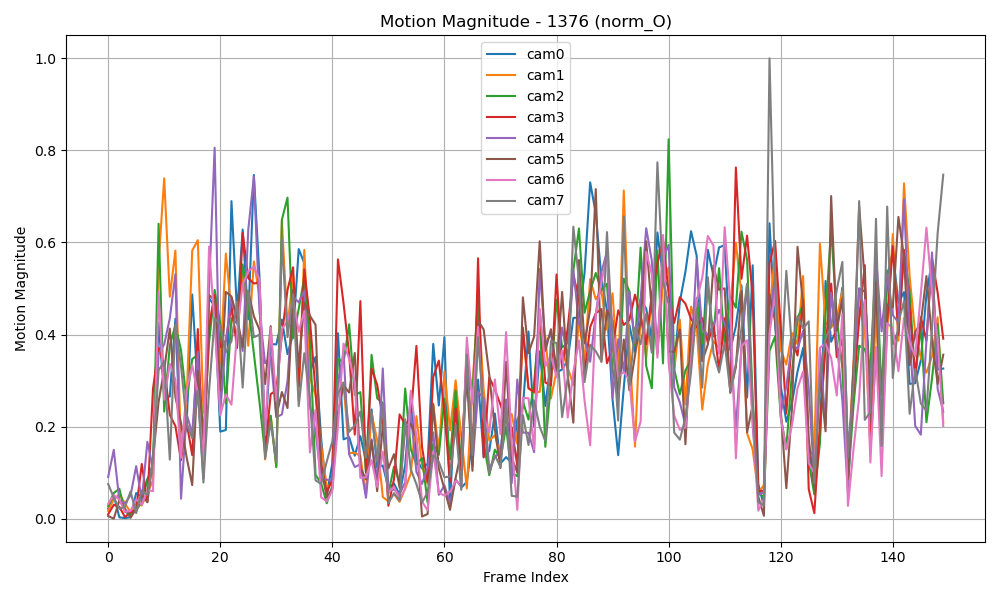 Motion Magnitude - 1376 (norm_O)
Motion Magnitude
1.0
0.8
0.6
0.4
0.2
0.0
cam0
cam1
cam2
cam3
cam4
cam5
cam6
cam7
0 20 40 60 80 100 120 140
Frame Index